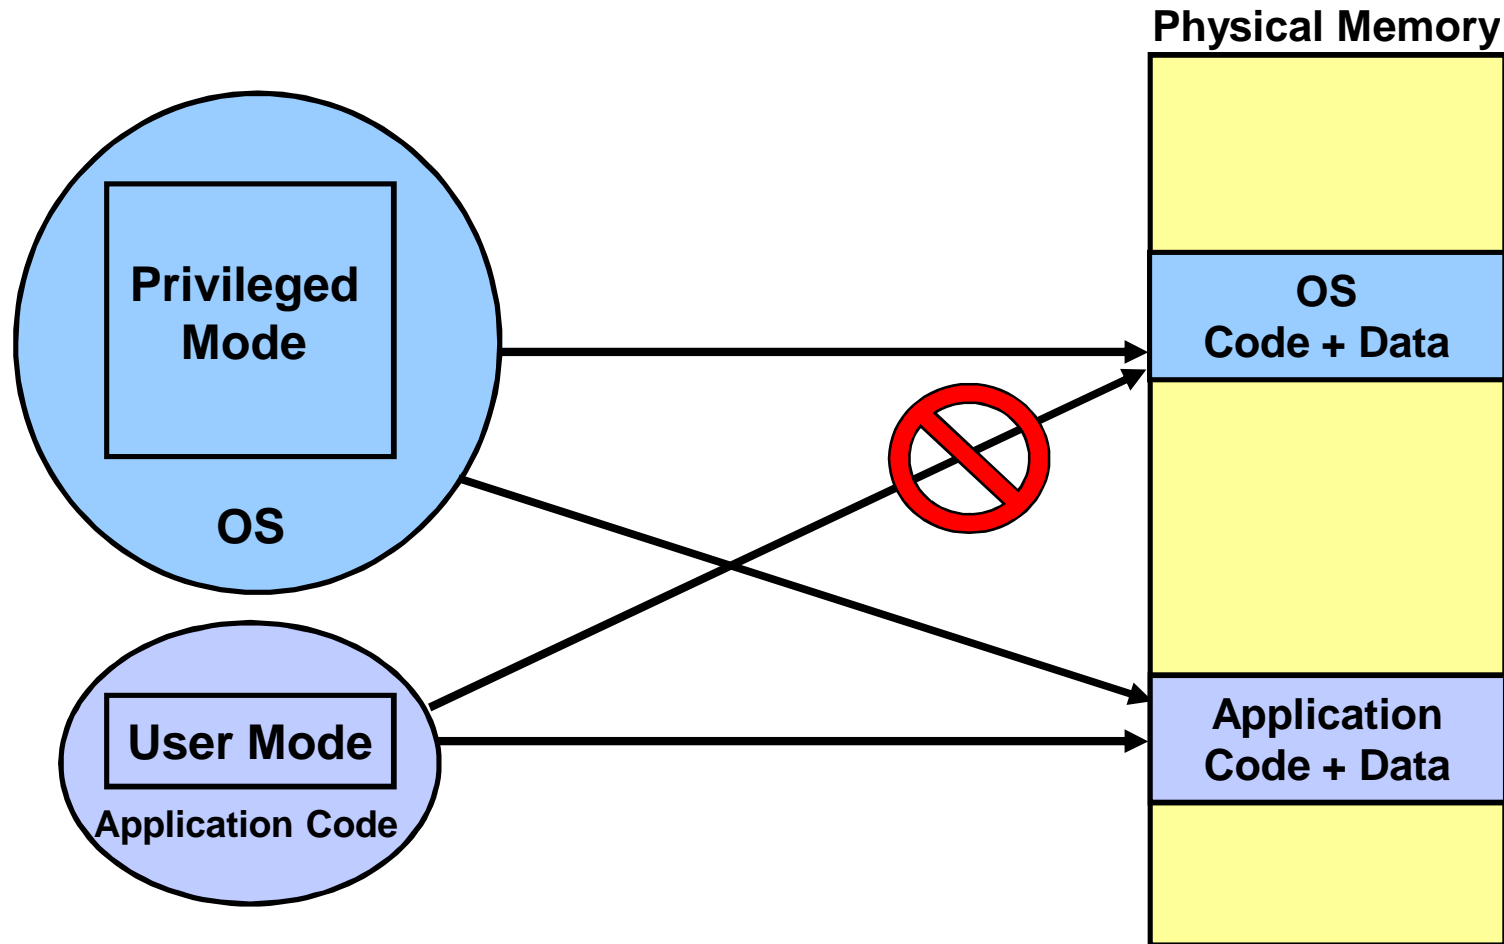 Physical Memory
Privileged
Mode
OS
OS
Code + Data
User Mode
Application Code
Application
Code + Data